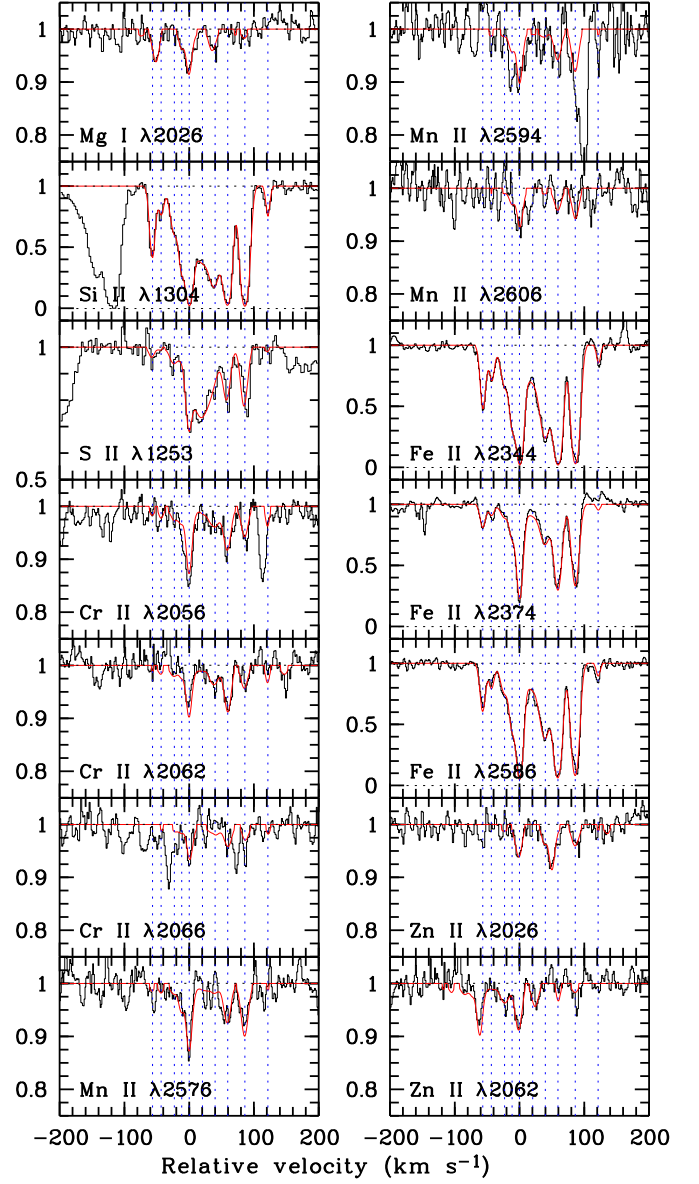 1
0.9
0.8
Mg I λ2026
1
0.5
0
Si II λ1304
1
0.5
S II λ1253
1
0.9
0.8
Cr II λ2056
1
0.9
0.8
Cr II λ2062
1
0.9
0.8
Cr II λ2066
1
0.9
0.8
Mn II λ2576
-200 -100 0 100 200
1
0.9
0.8
Mn II λ2594
1
0.9
0.8
Mn II λ2606
1
0.5
0
Fe II λ2344
1
0.5
0
Fe II λ2374
1
0.5
0
Fe II λ2586
1
0.9
0.8
Zn II λ2026
1
0.9
0.8
Zn II λ2062
-200 -100 0 100 200
Relative velocity (km s⁻¹)